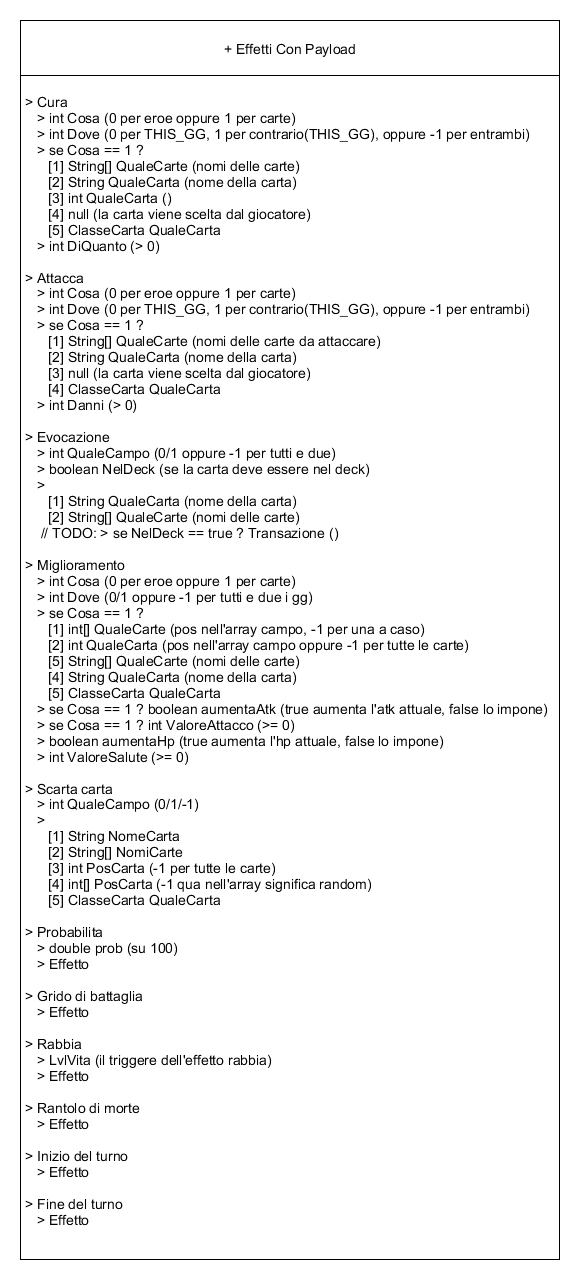 + Effetti Con Payload
> Cura
> int Cosa (0 per eroe oppure 1 per carte)
> int Dove (0 per THIS_GG, 1 per contrario(THIS_GG), oppure -1 per entrambi)
> se Cosa == 1 ?
[1] String[] QualeCarte (nomi delle carte)
[2] String QualeCarta (nome della carta)
[3] int QualeCarta ()
[4] null (la carta viene scelta dal giocatore)
[5] ClasseCarta QualeCarta
> int DiQuanto (> 0)
> Attacca
> int Cosa (0 per eroe oppure 1 per carte)
> int Dove (0 per THIS_GG, 1 per contrario(THIS_GG), oppure -1 per entrambi)
> se Cosa == 1 ?
[1] String[] QualeCarte (nomi delle carte da attaccare)
[2] String QualeCarta (nome della carta)
[3] null (la carta viene scelta dal giocatore)
[4] ClasseCarta QualeCarta
> int Danni (> 0)
> Evocazione
> int QualeCampo (0/1 oppure -1 per tutti e due)
> boolean NelDeck (se la carta deve essere nel deck)
>
[1] String QualeCarta (nome della carta)
[2] String[] QualeCarte (nomi delle carte)
// TODO: > se NelDeck == true ? Transazione ()
> Miglioramento
> int Cosa (0 per eroe oppure 1 per carte)
> int Dove (0/1 oppure -1 per tutti e due i gg)
> se Cosa == 1 ?
[1] int[] QualeCarte (pos nell'array campo, -1 per una a caso)
[2] int QualeCarta (pos nell'array campo oppure -1 per tutte le carte)
[5] String[] QualeCarte (nomi delle carte)
[4] String QualeCarta (nome della carta)
[5] ClasseCarta QualeCarta
> se Cosa == 1 ? boolean aumentaAtk (true aumenta l'atk attuale, false lo impone)
> se Cosa == 1 ? int ValoreAttacco (>= 0)
> boolean aumentaHp (true aumenta l'hp attuale, false lo impone)
> int ValoreSalute (>= 0)
> Scarta carta
> int QualeCampo (0/1/-1)
>
[1] String NomeCarta
[2] String[] NomiCarte
[3] int PosCarta (-1 per tutte le carte)
[4] int[] PosCarta (-1 qua nell'array significa random)
[5] ClasseCarta QualeCarta
> Probabilita
> double prob (su 100)
> Effetto
> Grido di battaglia
> Effetto
> Rabbia
> LvlVita (il triggere dell'effetto rabbia)
> Effetto
> Rantolo di morte
> Effetto
> Inizio del turno
> Effetto
> Fine del turno
> Effetto